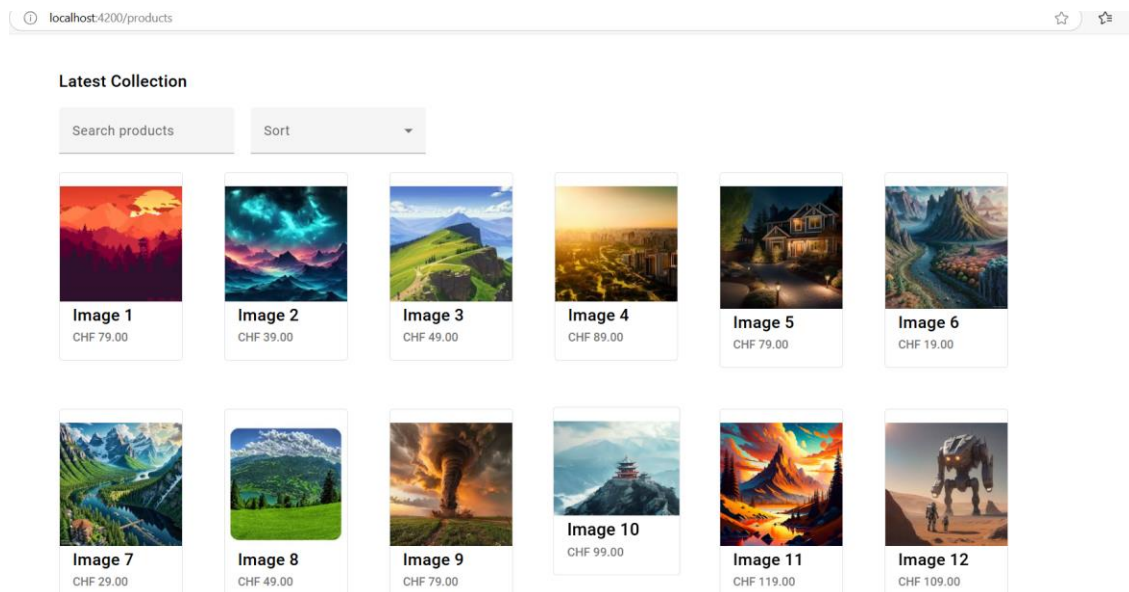 localhost:4200/products
Latest Collection
Search products
Sort
Image 1
CHF 79.00
Image 2
CHF 39.00
Image 3
CHF 49.00
Image 4
CHF 89.00
Image 5
CHF 79.00
Image 6
CHF 19.00
Image 7
CHF 29.00
Image 8
CHF 49.00
Image 9
CHF 79.00
Image 10
CHF 99.00
Image 11
CHF 119.00
Image 12
CHF 109.00